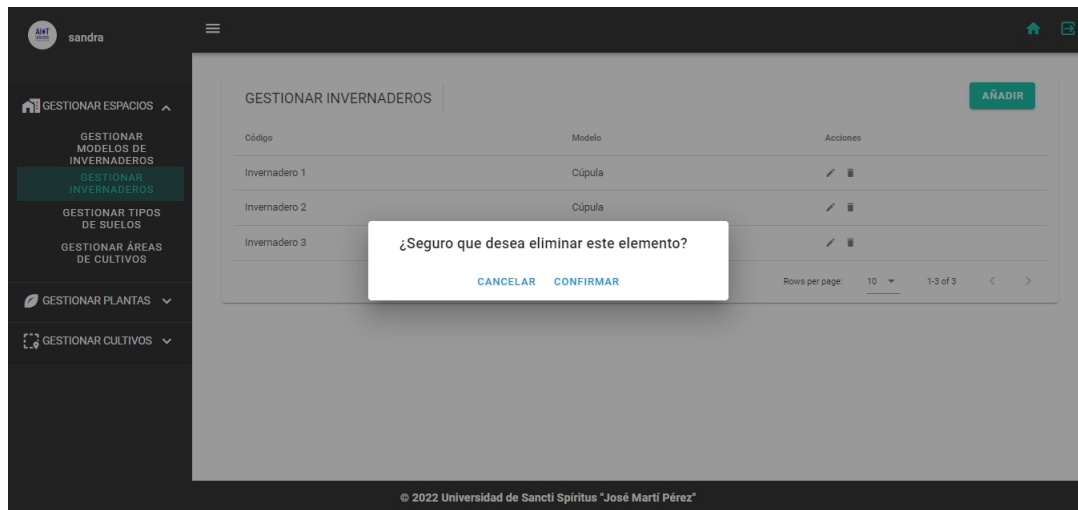 AIoT
sandra
GESTIONAR ESPACIOS
GESTIONAR
MODELOS DE
INVERNADEROS
GESTIONAR
INVERNADEROS
GESTIONAR TIPOS
DE SUELOS
GESTIONAR ÁREAS
DE CULTIVOS
GESTIONAR PLANTAS
GESTIONAR CULTIVOS
GESTIONAR INVERNADEROS
AÑADIR
Código Modelo Acciones
Invernadero 1 Cúpula
Invernadero 2 Cúpula
Invernadero 3
¿Seguro que desea eliminar este elemento?
CANCELAR CONFIRMAR
Rows per page: 10 1-3 of 3
© 2022 Universidad de Sancti Spíritus "José Martí Pérez"